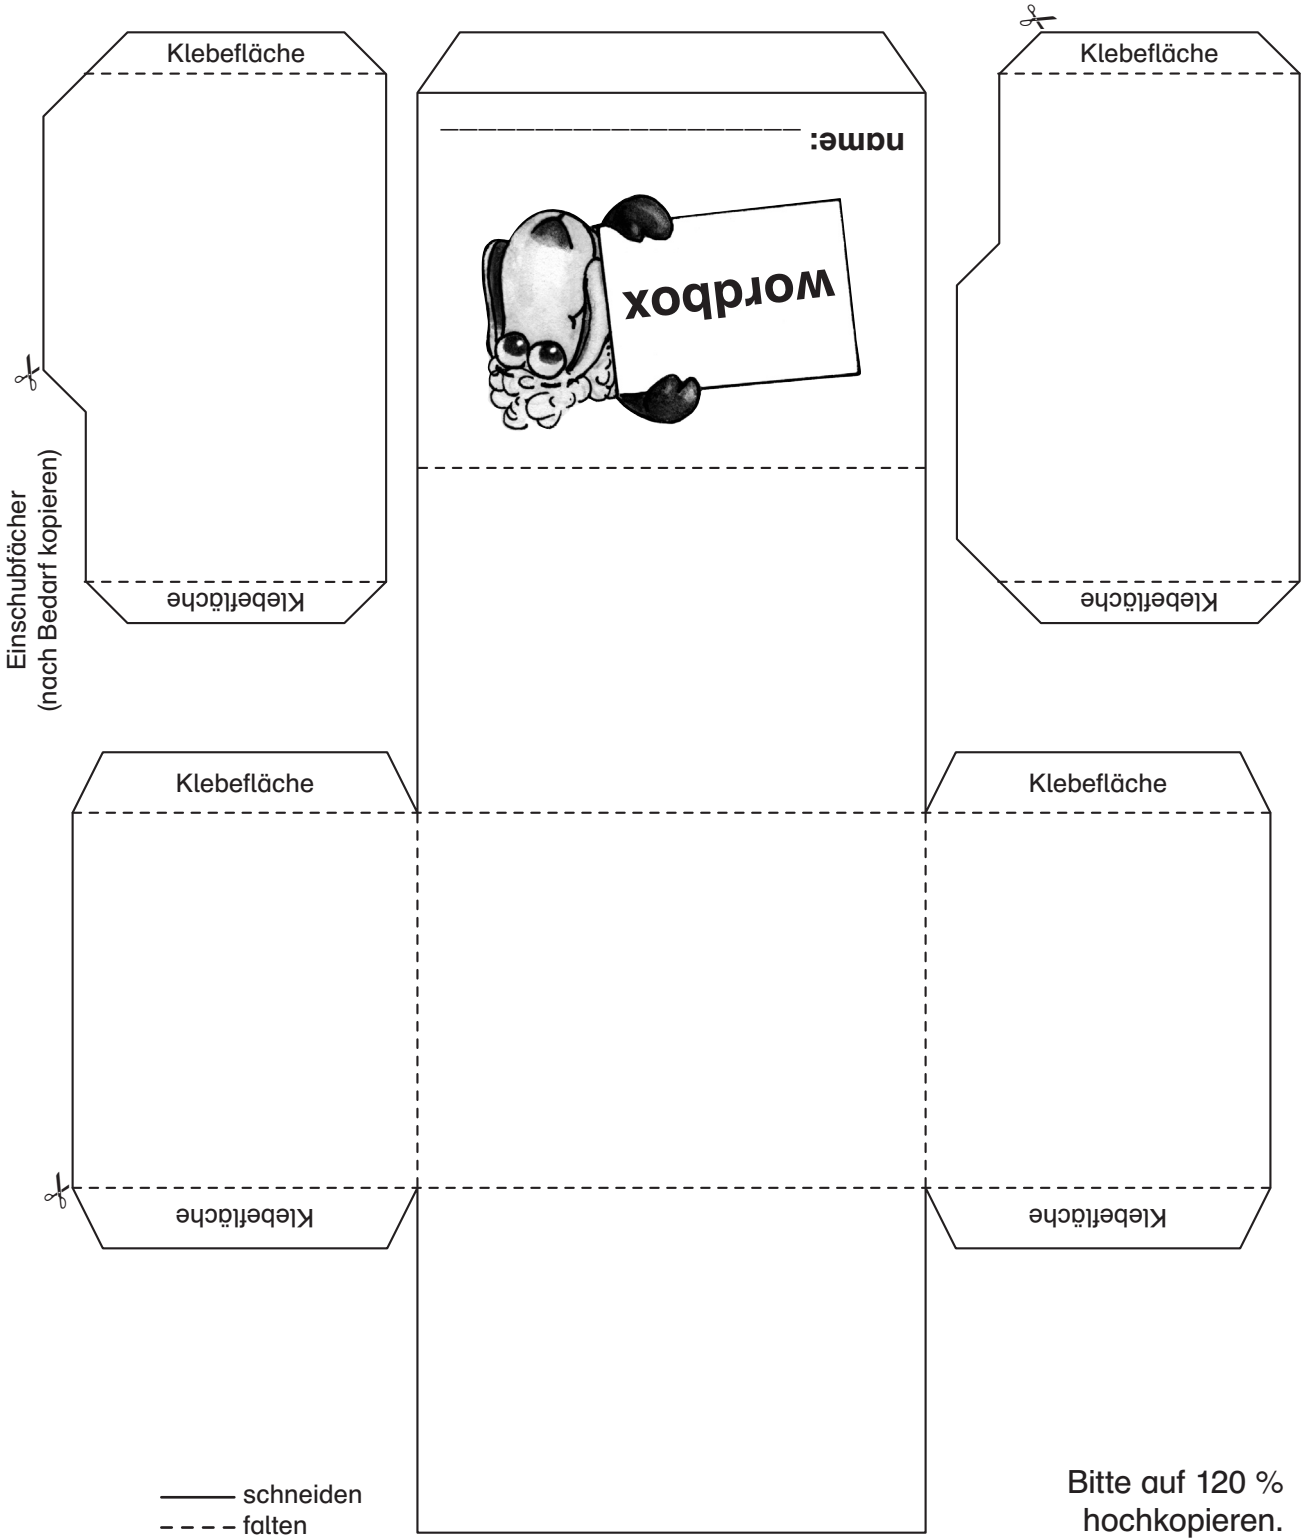 Klebefläche
Klebefläche
name:
wordbox
Klebefläche
Klebefläche
Einschubfächer
(nach Bedarf kopieren)
Klebefläche
Klebefläche
Klebefläche
Klebefläche
schneiden
falten
Bitte auf 120 %
hochkopieren.